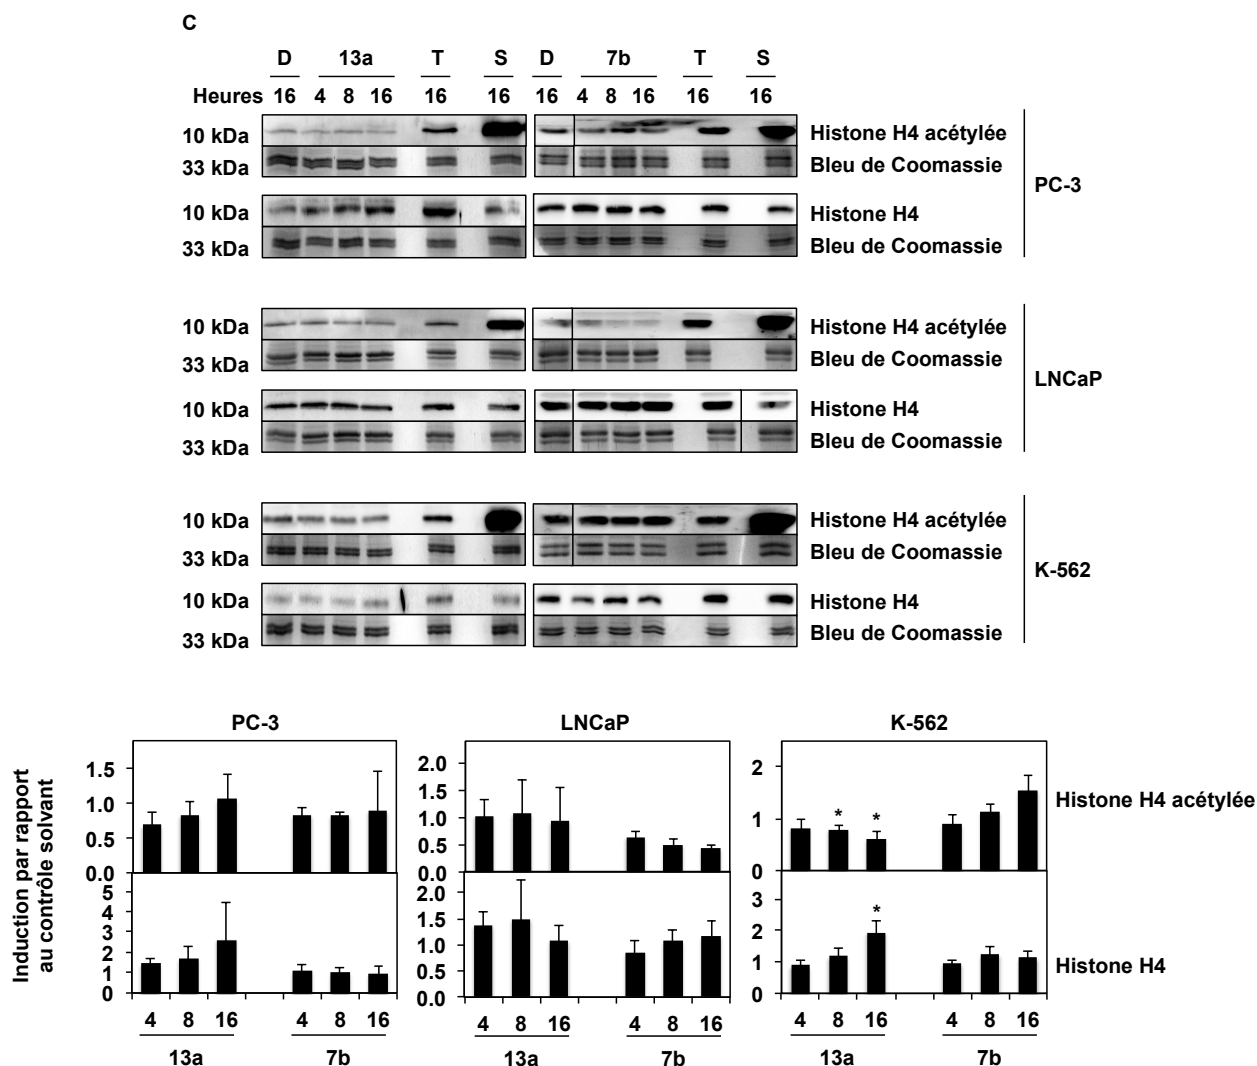 C
D 13a T S D 7b T S
Heures 16 4 8 16 16 16 16 4 8 16 16 16
10 kDa Histone H4 acétylée
33 kDa Bleu de Coomassie
PC-3
10 kDa Histone H4
33 kDa Bleu de Coomassie
10 kDa Histone H4 acétylée
33 kDa Bleu de Coomassie
LNCaP
10 kDa Histone H4
33 kDa Bleu de Coomassie
10 kDa Histone H4 acétylée
33 kDa Bleu de Coomassie
K-562
10 kDa Histone H4
33 kDa Bleu de Coomassie
PC-3 LNCaP K-562
Induction par rapport
au contrôle solvant
1.5
1.0
0.5
0.0
2.0
1.5
1.0
0.5
0.0
2
1
0
* *
Histone H4 acétylée
5
4
3
2
1
0
2.0
1.5
1.0
0.5
0.0
3
2
1
0
*
Histone H4
4 8 16 4 8 16 4 8 16 4 8 16 4 8 16 4 8 16
13a 7b 13a 7b 13a 7b